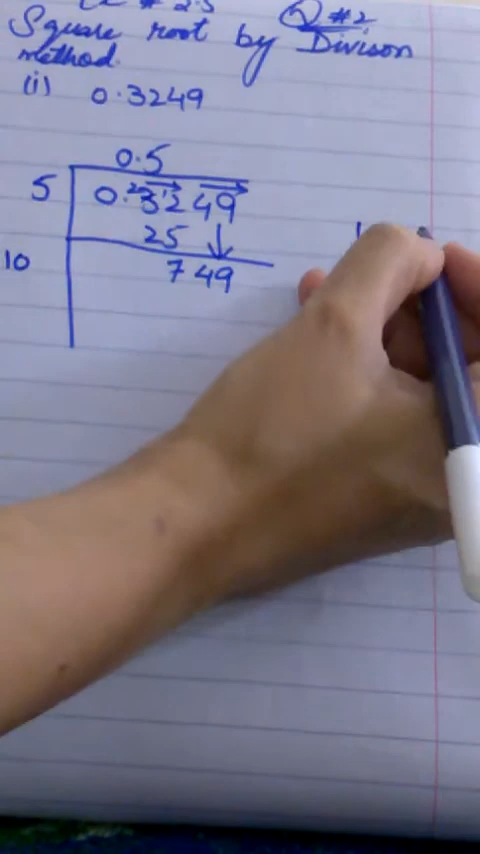 Q#2
Square root by Divison
method.
(i) 0.3249
0.5
5 0.3249
25
10 749